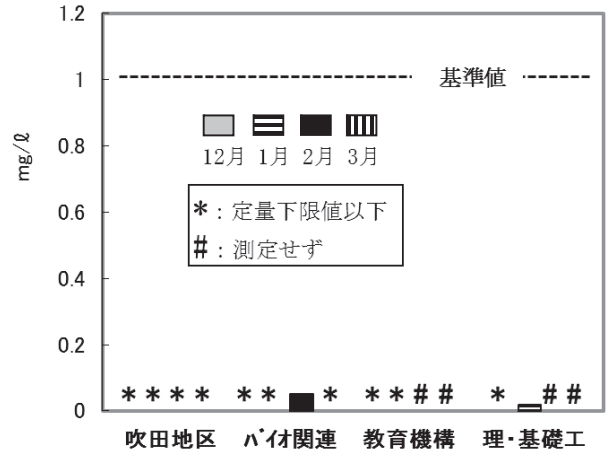 1.2
1
0.8
0.6
0.4
0.2
0
mg/ℓ
基準値
12月 1月 2月 3月
*：定量下限値以下
#：測定せず
* * * * * * * * * # # * # #
吹田地区 バイオ関連 教育機構 理・基礎工